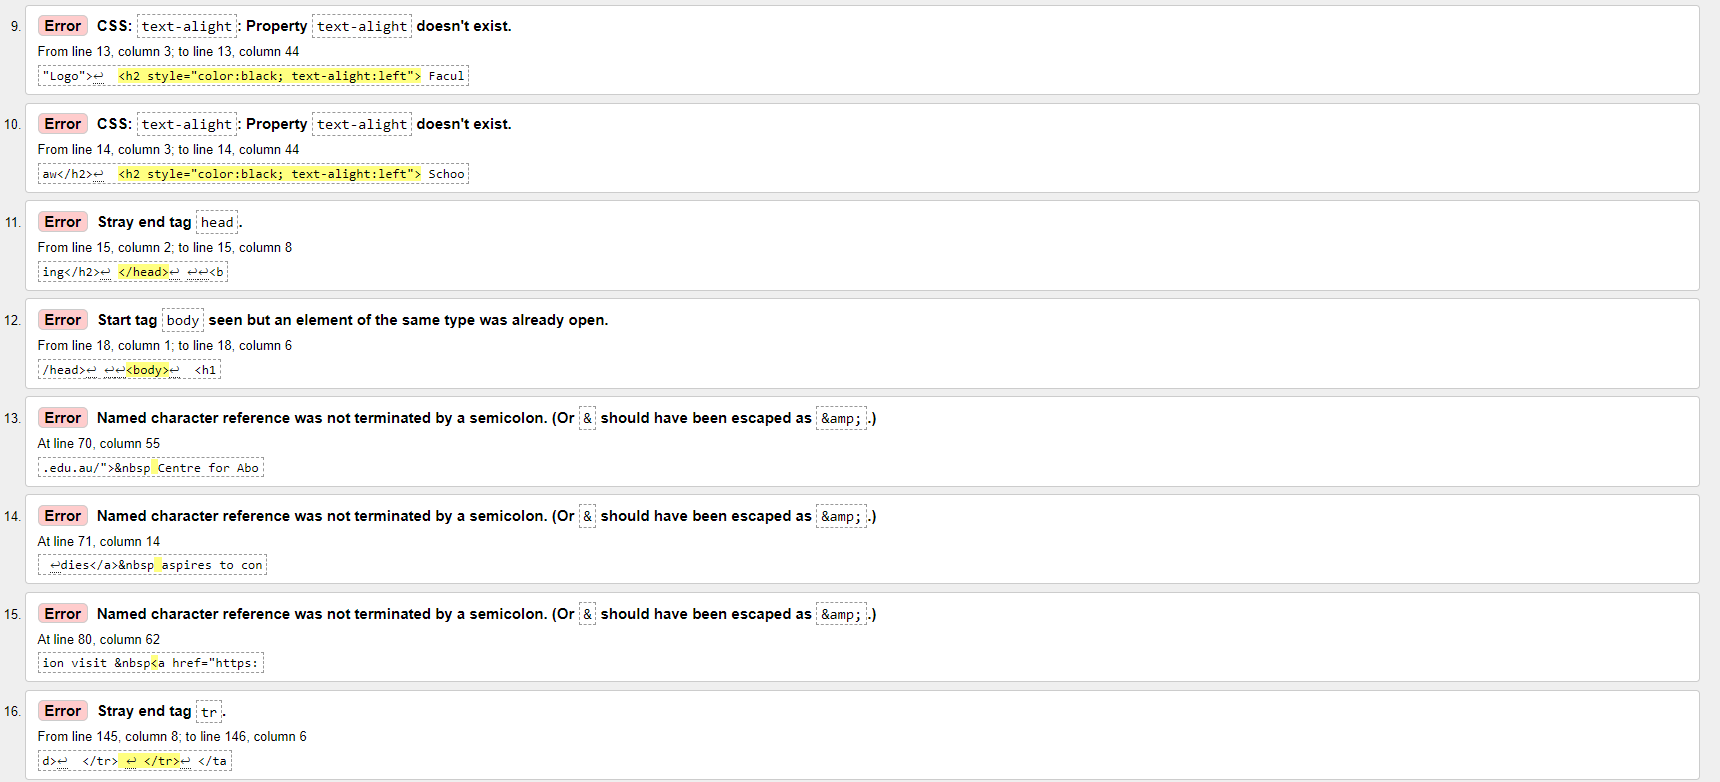 9. Error CSS: text-alight: Property text-alight doesn't exist.
From line 13, column 3; to line 13, column 44
"Logo">↩ <h2 style="color:black; text-alight:left"> Facul
10. Error CSS: text-alight: Property text-alight doesn't exist.
From line 14, column 3; to line 14, column 44
aw</h2>↩ <h2 style="color:black; text-alight:left"> Schoo
11. Error Stray end tag head.
From line 15, column 2; to line 15, column 8
ing</h2>↩ </head>↩ ↩↩<b
12. Error Start tag body seen but an element of the same type was already open.
From line 18, column 1; to line 18, column 6
/head>↩ ↩↩<body>↩ <h1
13. Error Named character reference was not terminated by a semicolon. (Or & should have been escaped as &amp;.)
At line 70, column 55
.edu.au/">&nbsp Centre for Abo
14. Error Named character reference was not terminated by a semicolon. (Or & should have been escaped as &amp;.)
At line 71, column 14
↩dies</a>&nbsp aspires to con
15. Error Named character reference was not terminated by a semicolon. (Or & should have been escaped as &amp;.)
At line 80, column 62
ion visit &nbsp<a href="https:
16. Error Stray end tag tr.
From line 145, column 8; to line 146, column 6
d>↩ </tr> ↩ </tr>↩ </ta